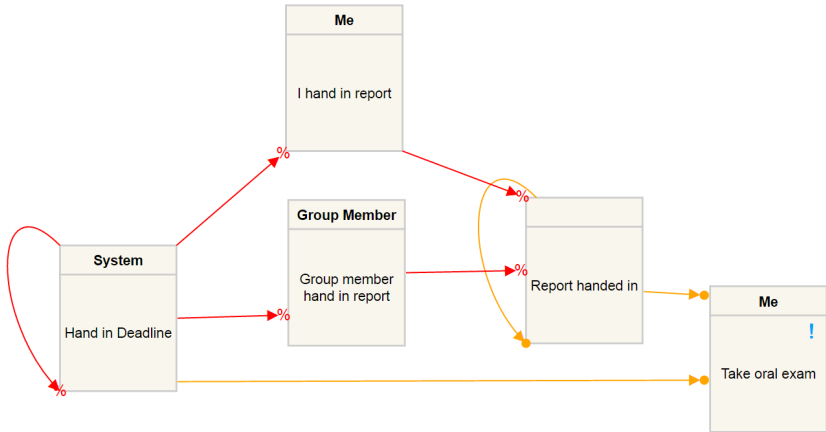 Me
I hand in report
%
%
Group Member
System
Group member
hand in report
%
Report handed in
Me
!
%
Hand in Deadline
Take oral exam
%